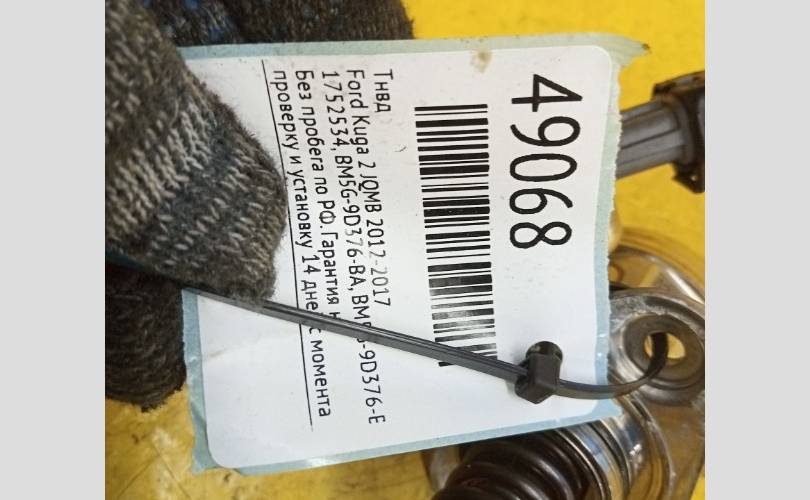 49068
ТНВД
Ford Kuga 2 JQMB 2012-2017
1752534, BM5G-9D376-BA, BM5G-9D376-E
Без пробега по РФ. Гарантия н
проверку и установку 14 дней с момента